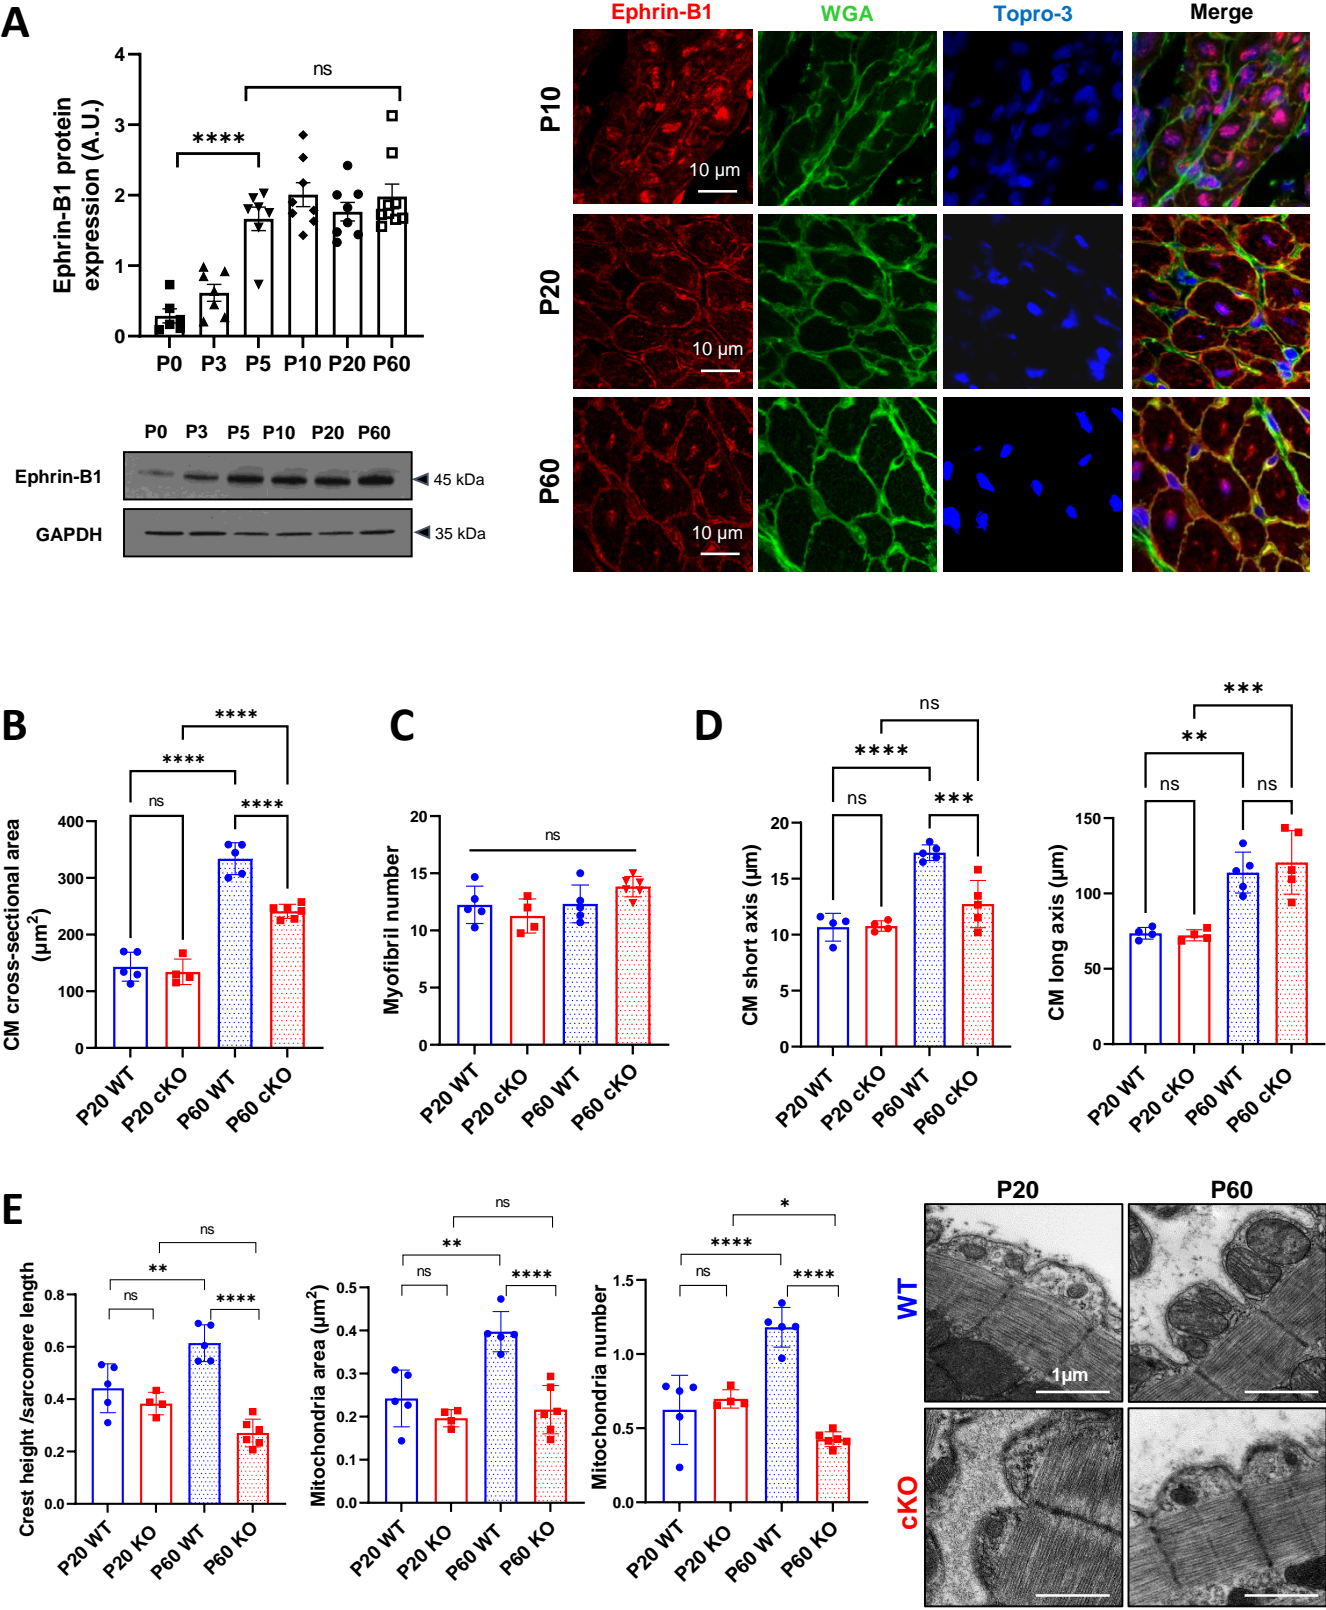 A
Ephrin-B1 protein
expression (A.U.)
4
3
2
1
0
ns
****
P0 P3 P5 P10 P20 P60
P0 P3 P5 P10 P20 P60
Ephrin-B1
45 kDa
GAPDH
35 kDa
Ephrin-B1 WGA Topro-3 Merge
P10
10 µm
P20
10 µm
P60
10 µm
B
CM cross-sectional area
(µm²)
400
300
200
100
0
****
****
ns
****
P20 WT
P20 cKO
P60 WT
P60 cKO
C
Myofibril number
20
15
10
5
0
ns
P20 WT
P20 cKO
P60 WT
P60 cKO
D
CM short axis (µm)
20
15
10
5
0
ns
****
ns
***
P20 WT
P20 cKO
P60 WT
P60 cKO
CM long axis (µm)
150
100
50
0
***
**
ns
ns
P20 WT
P20 cKO
P60 WT
P60 cKO
E
Crest height /sarcomere length
0.8
0.6
0.4
0.2
0.0
ns
**
ns
****
P20 WT
P20 KO
P60 WT
P60 KO
Mitochondria area (µm²)
0.5
0.4
0.3
0.2
0.1
0.0
ns
**
ns
****
P20 WT
P20 KO
P60 WT
P60 KO
Mitochondria number
1.5
1.0
0.5
0.0
*
****
ns
****
P20 WT
P20 KO
P60 WT
P60 KO
P20 P60
WT
1µm
cKO